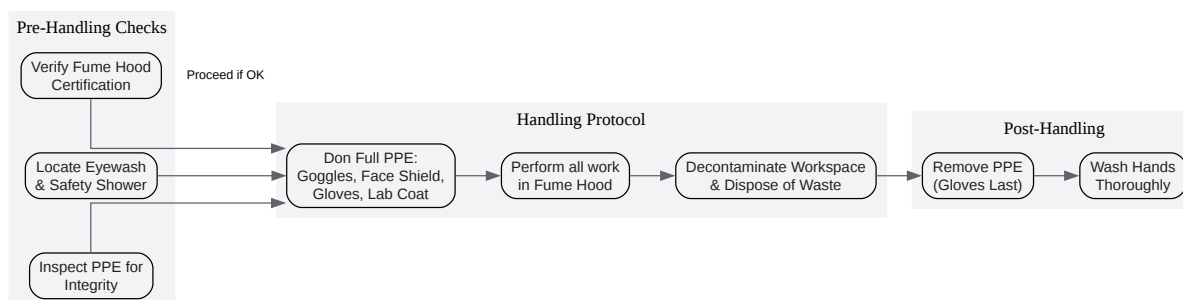 Pre-Handling Checks
Verify Fume Hood
Certification
Proceed if OK
Locate Eyewash
& Safety Shower
Inspect PPE for
Integrity
Handling Protocol
Don Full PPE:
Goggles, Face Shield,
Gloves, Lab Coat
Perform all work
in Fume Hood
Decontaminate Workspace
& Dispose of Waste
Post-Handling
Remove PPE
(Gloves Last)
Wash Hands
Thoroughly